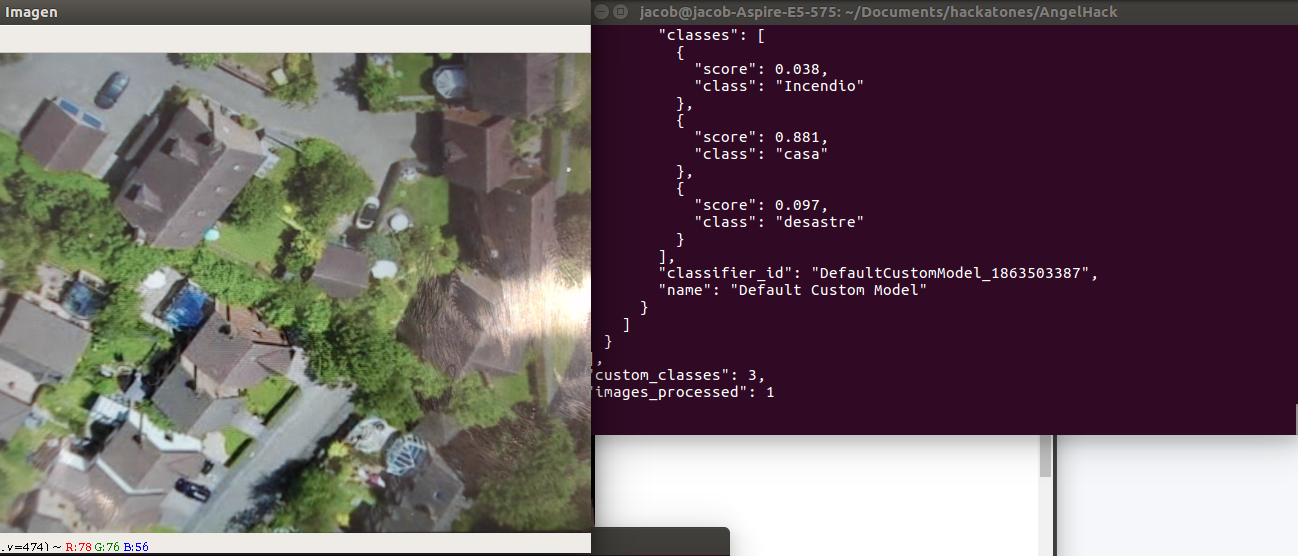 Imagen
jacob@jacob-Aspire-E5-575: ~/Documents/hackatones/AngelHack
"classes": [
{
"score": 0.038,
"class": "Incendio"
},
{
"score": 0.881,
"class": "casa"
},
{
"score": 0.097,
"class": "desastre"
}
],
"classifier_id": "DefaultCustomModel_1863503387",
"name": "Default Custom Model"
}
]
}
],
"custom_classes": 3,
"images_processed": 1
, y=474) ~ R:78 G:76 B:56